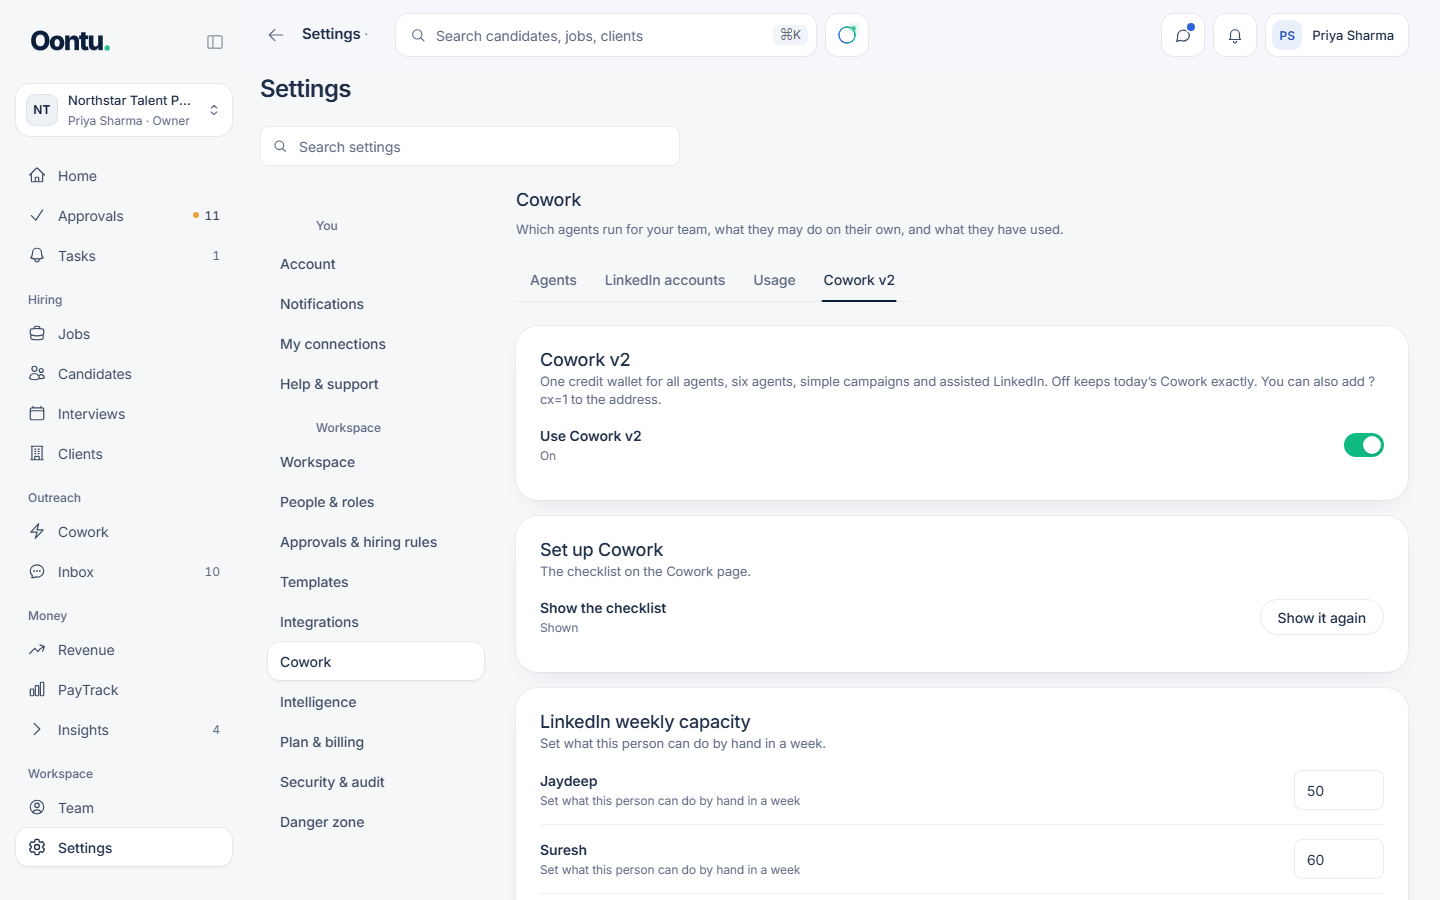 Oontu.
NT
Northstar Talent P...
Priya Sharma · Owner
Home
Approvals
11
Tasks
1
Hiring
Jobs
Candidates
Interviews
Clients
Outreach
Cowork
Inbox
10
Money
Revenue
PayTrack
Insights
4
Workspace
Team
Settings
Settings ·
Search candidates, jobs, clients
⌘K
PS
Priya Sharma
Settings
Search settings
You
Account
Notifications
My connections
Help & support
Workspace
Workspace
People & roles
Approvals & hiring rules
Templates
Integrations
Cowork
Intelligence
Plan & billing
Security & audit
Danger zone
Cowork
Which agents run for your team, what they may do on their own, and what they have used.
Agents
LinkedIn accounts
Usage
Cowork v2
Cowork v2
One credit wallet for all agents, six agents, simple campaigns and assisted LinkedIn. Off keeps today’s Cowork exactly. You can also add ?
cx=1 to the address.
Use Cowork v2
On
Set up Cowork
The checklist on the Cowork page.
Show the checklist
Shown
Show it again
LinkedIn weekly capacity
Set what this person can do by hand in a week.
Jaydeep
Set what this person can do by hand in a week
50
Suresh
Set what this person can do by hand in a week
60